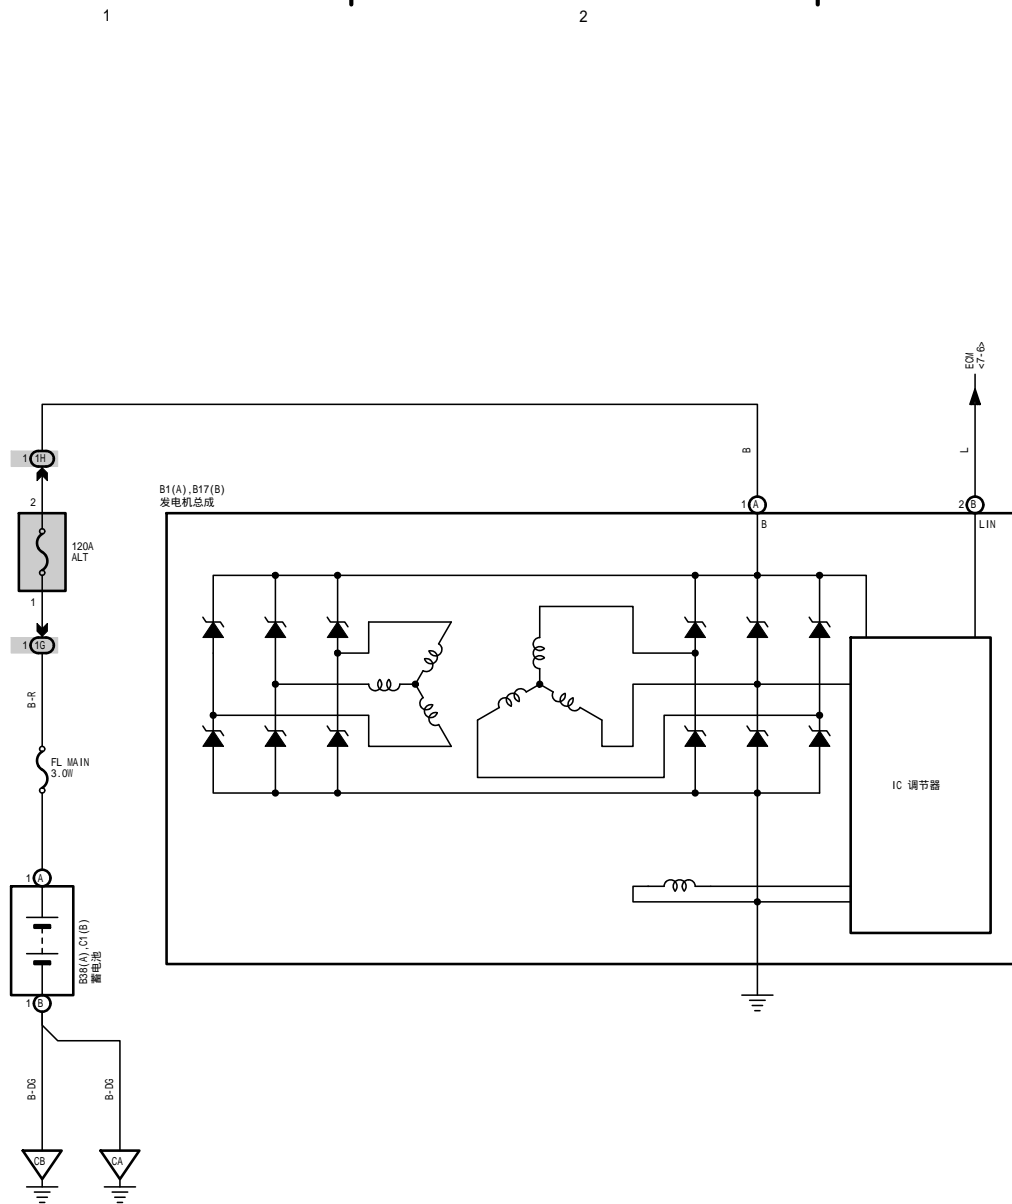 1
2
ECM
<7-6>
1 1H
B
L
B1(A),B17(B)
发电机总成
2
1 A
2 B
B
LIN
120A
ALT
1
1 1G
B-R
FL MAIN
3.0W
IC 调节器
1 A
B38(A),C1(B)
蓄电池
1 B
B-DG
B-DG
CB
CA